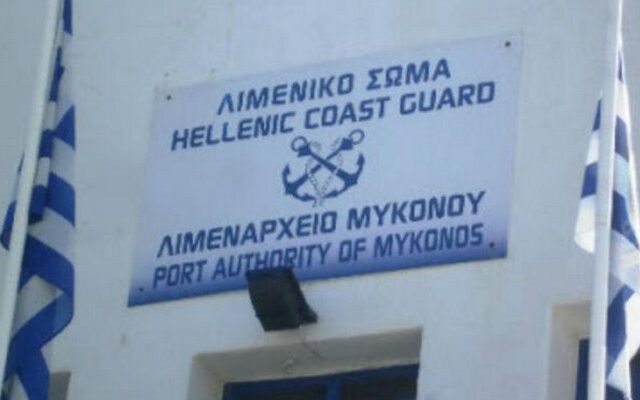 ΛΙΜΕΝΙΚΟ ΣΩΜΑ
HELLENIC COAST GUARD
ΛΙΜΕΝΑΡΧΕΙΟ ΜΥΚΟΝΟΥ
PORT AUTHORITY OF MYKONOS